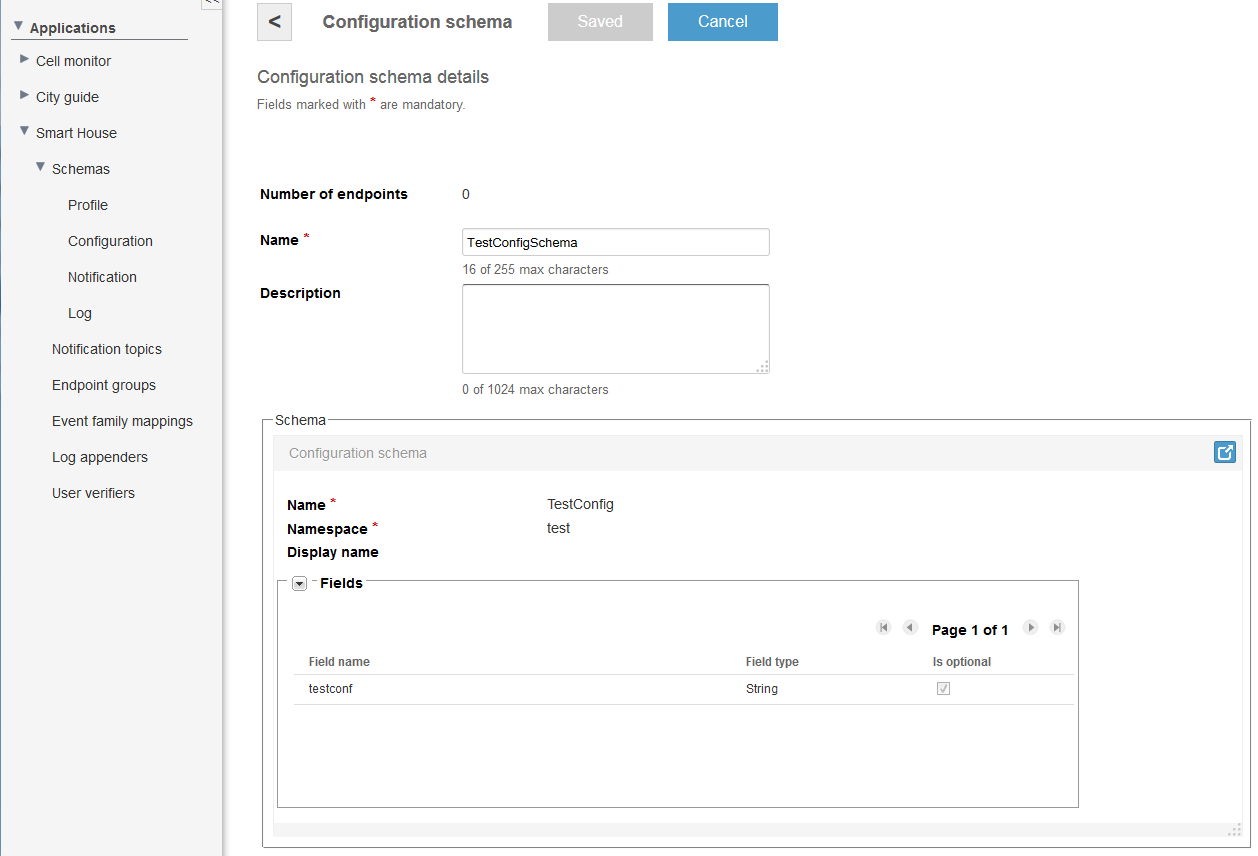 <<
Applications
Cell monitor
City guide
Smart House
Schemas
Profile
Configuration
Notification
Log
Notification topics
Endpoint groups
Event family mappings
Log appenders
User verifiers
< Configuration schema Saved Cancel
Configuration schema details
Fields marked with * are mandatory.
Number of endpoints 0
Name * TestConfigSchema
16 of 255 max characters
Description
0 of 1024 max characters
Schema
Configuration schema
Name * TestConfig
Namespace * test
Display name
Fields
Page 1 of 1
Field name Field type Is optional
testconf String